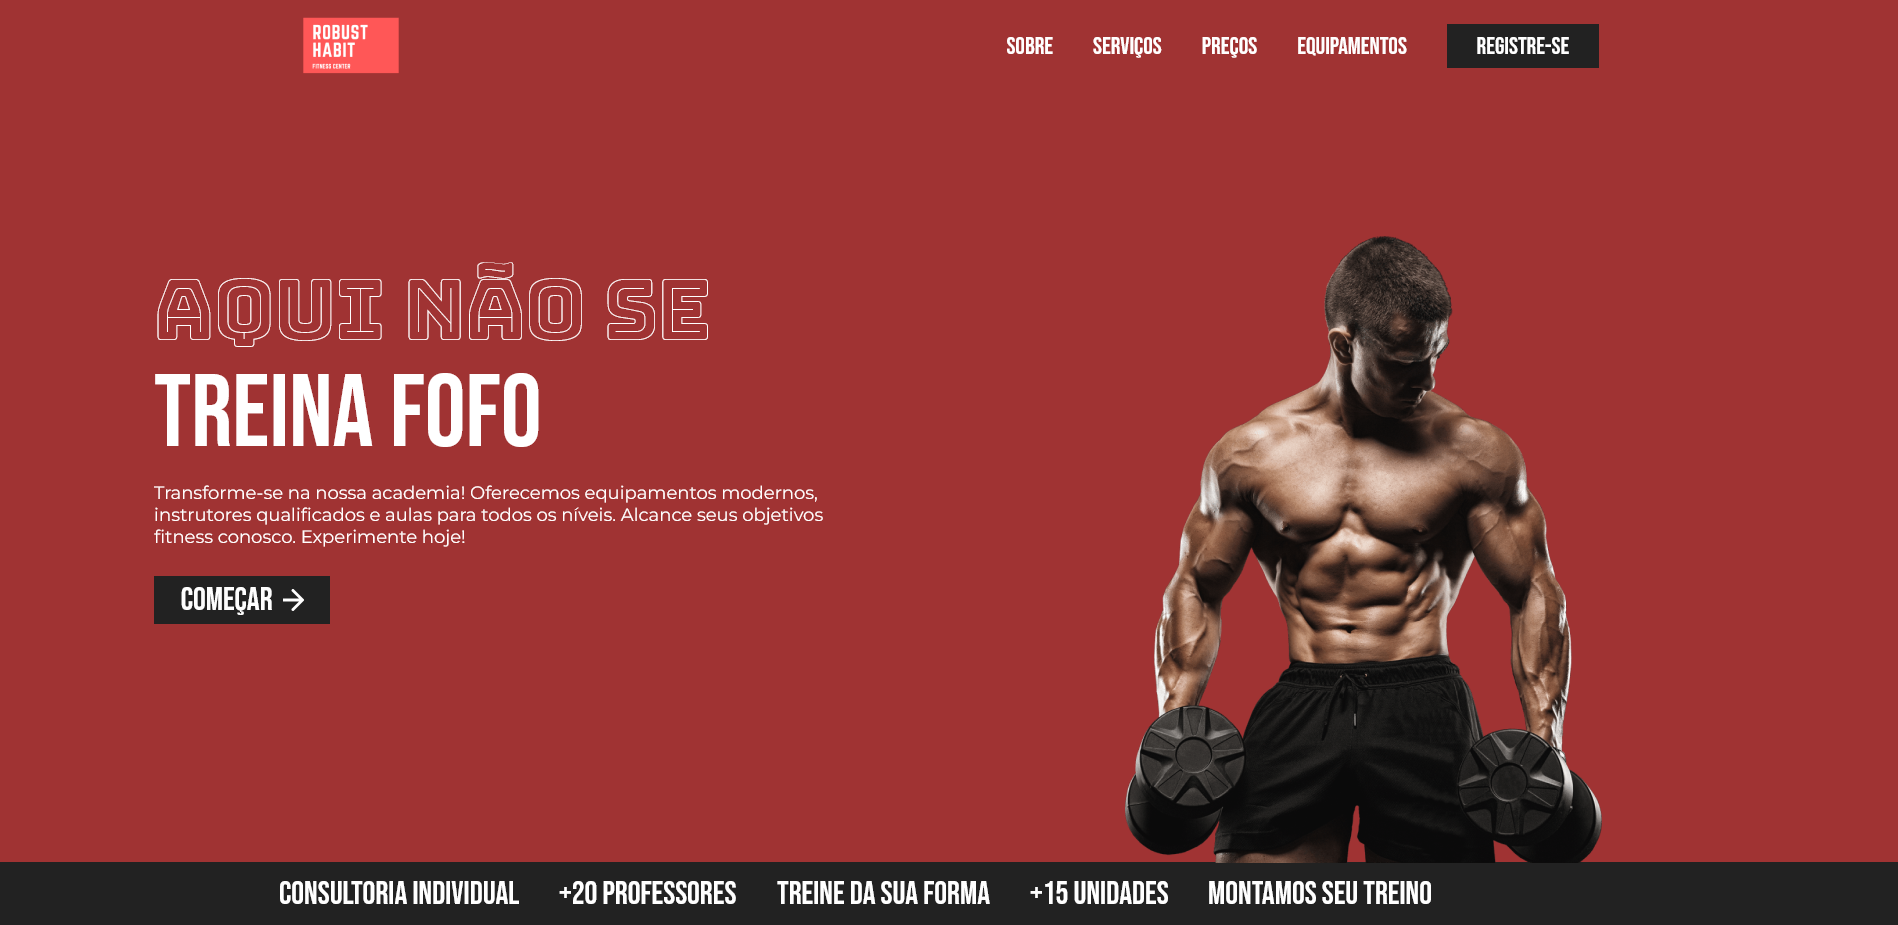 ROBUST
HABIT
FITNESS CENTER
SOBRE SERVIÇOS PREÇOS EQUIPAMENTOS REGISTRE-SE
AQUI NÃO SE
TREINA FOFO
Transforme-se na nossa academia! Oferecemos equipamentos modernos,
instrutores qualificados e aulas para todos os níveis. Alcance seus objetivos
fitness conosco. Experimente hoje!
COMEÇAR
CONSULTORIA INDIVIDUAL +20 PROFESSORES TREINE DA SUA FORMA +15 UNIDADES MONTAMOS SEU TREINO